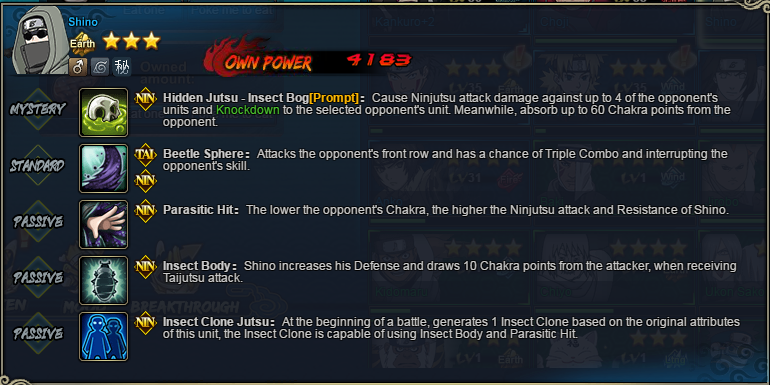 Shino
Earth
秘
OWN POWER 4183
MYSTERY
NIN Hidden Jutsu - Insect Bog[Prompt]: Cause Ninjutsu attack damage against up to 4 of the opponent's
units and Knockdown to the selected opponent's unit. Meanwhile, absorb up to 60 Chakra points from the
opponent.
STANDARD
TAI Beetle Sphere: Attacks the opponent's front row and has a chance of Triple Combo and interrupting the
NIN opponent's skill.
PASSIVE
NIN Parasitic Hit: The lower the opponent's Chakra, the higher the Ninjutsu attack and Resistance of Shino.
PASSIVE
NIN Insect Body: Shino increases his Defense and draws 10 Chakra points from the attacker, when receiving
Taijutsu attack.
BREAKTHROUGH
PASSIVE
NIN Insect Clone Jutsu: At the beginning of a battle, generates 1 Insect Clone based on the original attributes
of this unit, the Insect Clone is capable of using Insect Body and Parasitic Hit.